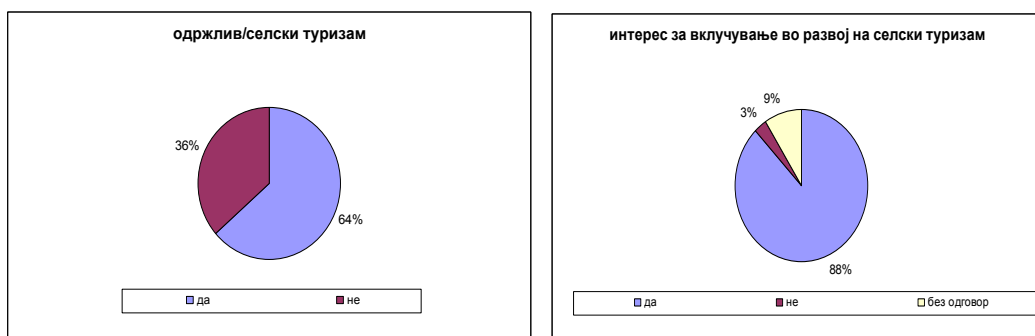 одржлив/селски туризам
36%
64%
да
не
интерес за вклучување во развој на селски туризам
9%
3%
88%
да
не
без одговор